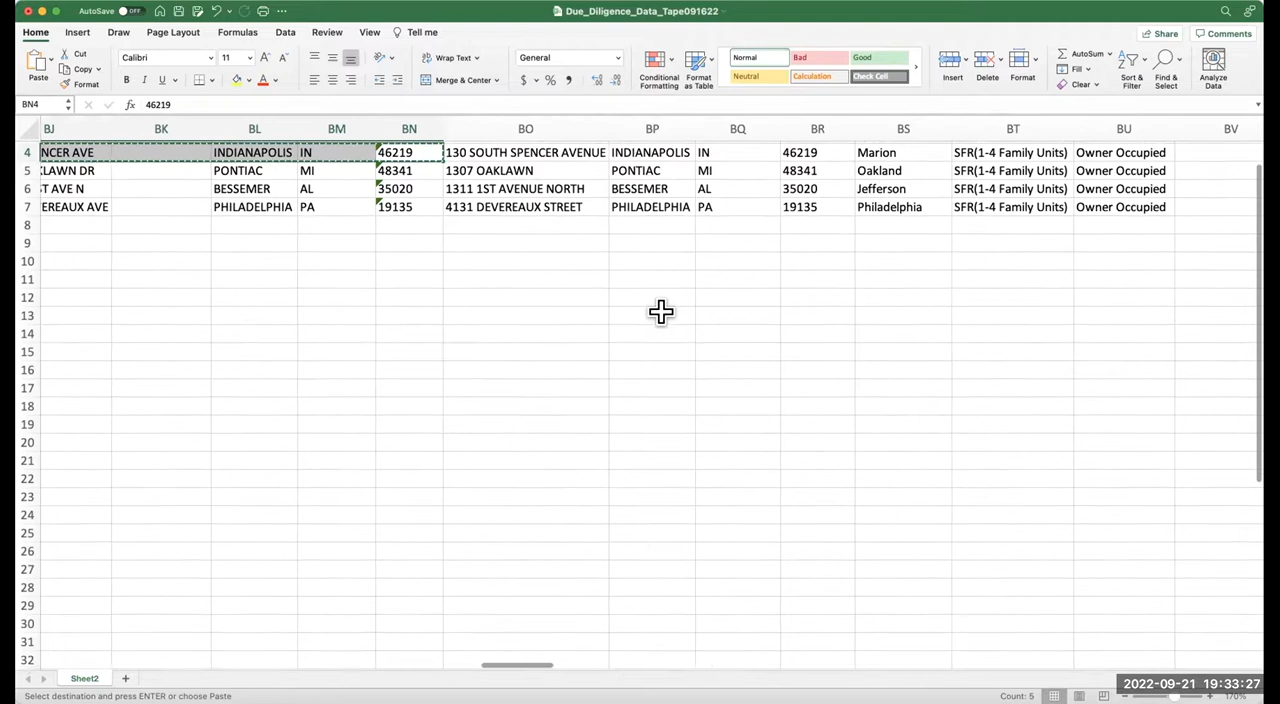 AutoSave OFF Due_Diligence_Data_Tape091622
Home Insert Draw Page Layout Formulas Data Review View Tell me Share Comments
Paste Cut Copy Format Calibri 11 A A B I U A Wrap Text Merge & Center General $ % Conditional Formatting Format as Table Normal Bad Good Neutral Calculation Check Cell Insert Delete Format AutoSum Fill Clear Sort & Filter Find & Select Analyze Data
BN4 fx 46219
BJ BK BL BM BN BO BP BQ BR BS BT BU BV
4 NCER AVE INDIANAPOLIS IN 46219 130 SOUTH SPENCER AVENUE INDIANAPOLIS IN 46219 Marion SFR(1-4 Family Units) Owner Occupied
5 KLAWN DR PONTIAC MI 48341 1307 OAKLAWN PONTIAC MI 48341 Oakland SFR(1-4 Family Units) Owner Occupied
6 ST AVE N BESSEMER AL 35020 1311 1ST AVENUE NORTH BESSEMER AL 35020 Jefferson SFR(1-4 Family Units) Owner Occupied
7 EREAUX AVE PHILADELPHIA PA 19135 4131 DEVEREAUX STREET PHILADELPHIA PA 19135 Philadelphia SFR(1-4 Family Units) Owner Occupied
8
9
10
11
12
13
14
15
16
17
18
19
20
21
22
23
24
25
26
27
28
29
30
31
32
Sheet2 +
2022-09-21 19:33:27
Select destination and press ENTER or choose Paste Count: 5 170%